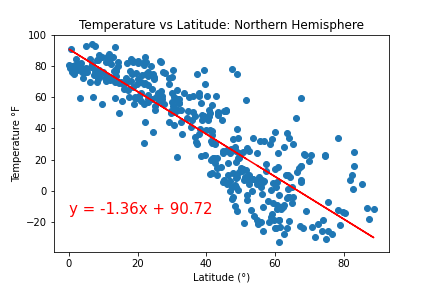 Temperature vs Latitude: Northern Hemisphere
100
80
60
40
20
0
−20
Temperature °F
y = -1.36x + 90.72
0 20 40 60 80
Latitude (°)